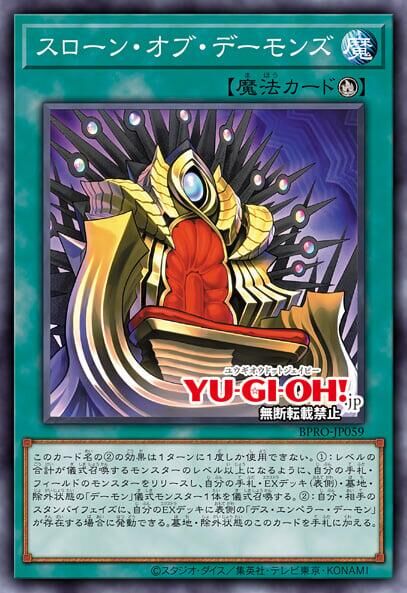 スローン・オブ・デーモンズ
魔
【魔法カード】
ユウギオウドットジェイピー
YU-GI-OH!.jp
無断転載禁止
BPRO-JP059
このカード名の②の効果は1ターンに1度しか使用できない。①：レベルの
合計が儀式召喚するモンスターのレベル以上になるように、自分の手札・
フィールドのモンスターをリリースし、自分の手札・EXデッキ(表側)・墓地・
除外状態の「デーモン」儀式モンスター1体を儀式召喚する。②：自分・相手の
スタンバイフェイズに、自分のEXデッキに表側の「デス・エンペラー・デーモン」
が存在する場合に発動できる。墓地・除外状態のこのカードを手札に加える。
©スタジオ・ダイス／集英社・テレビ東京・KONAMI